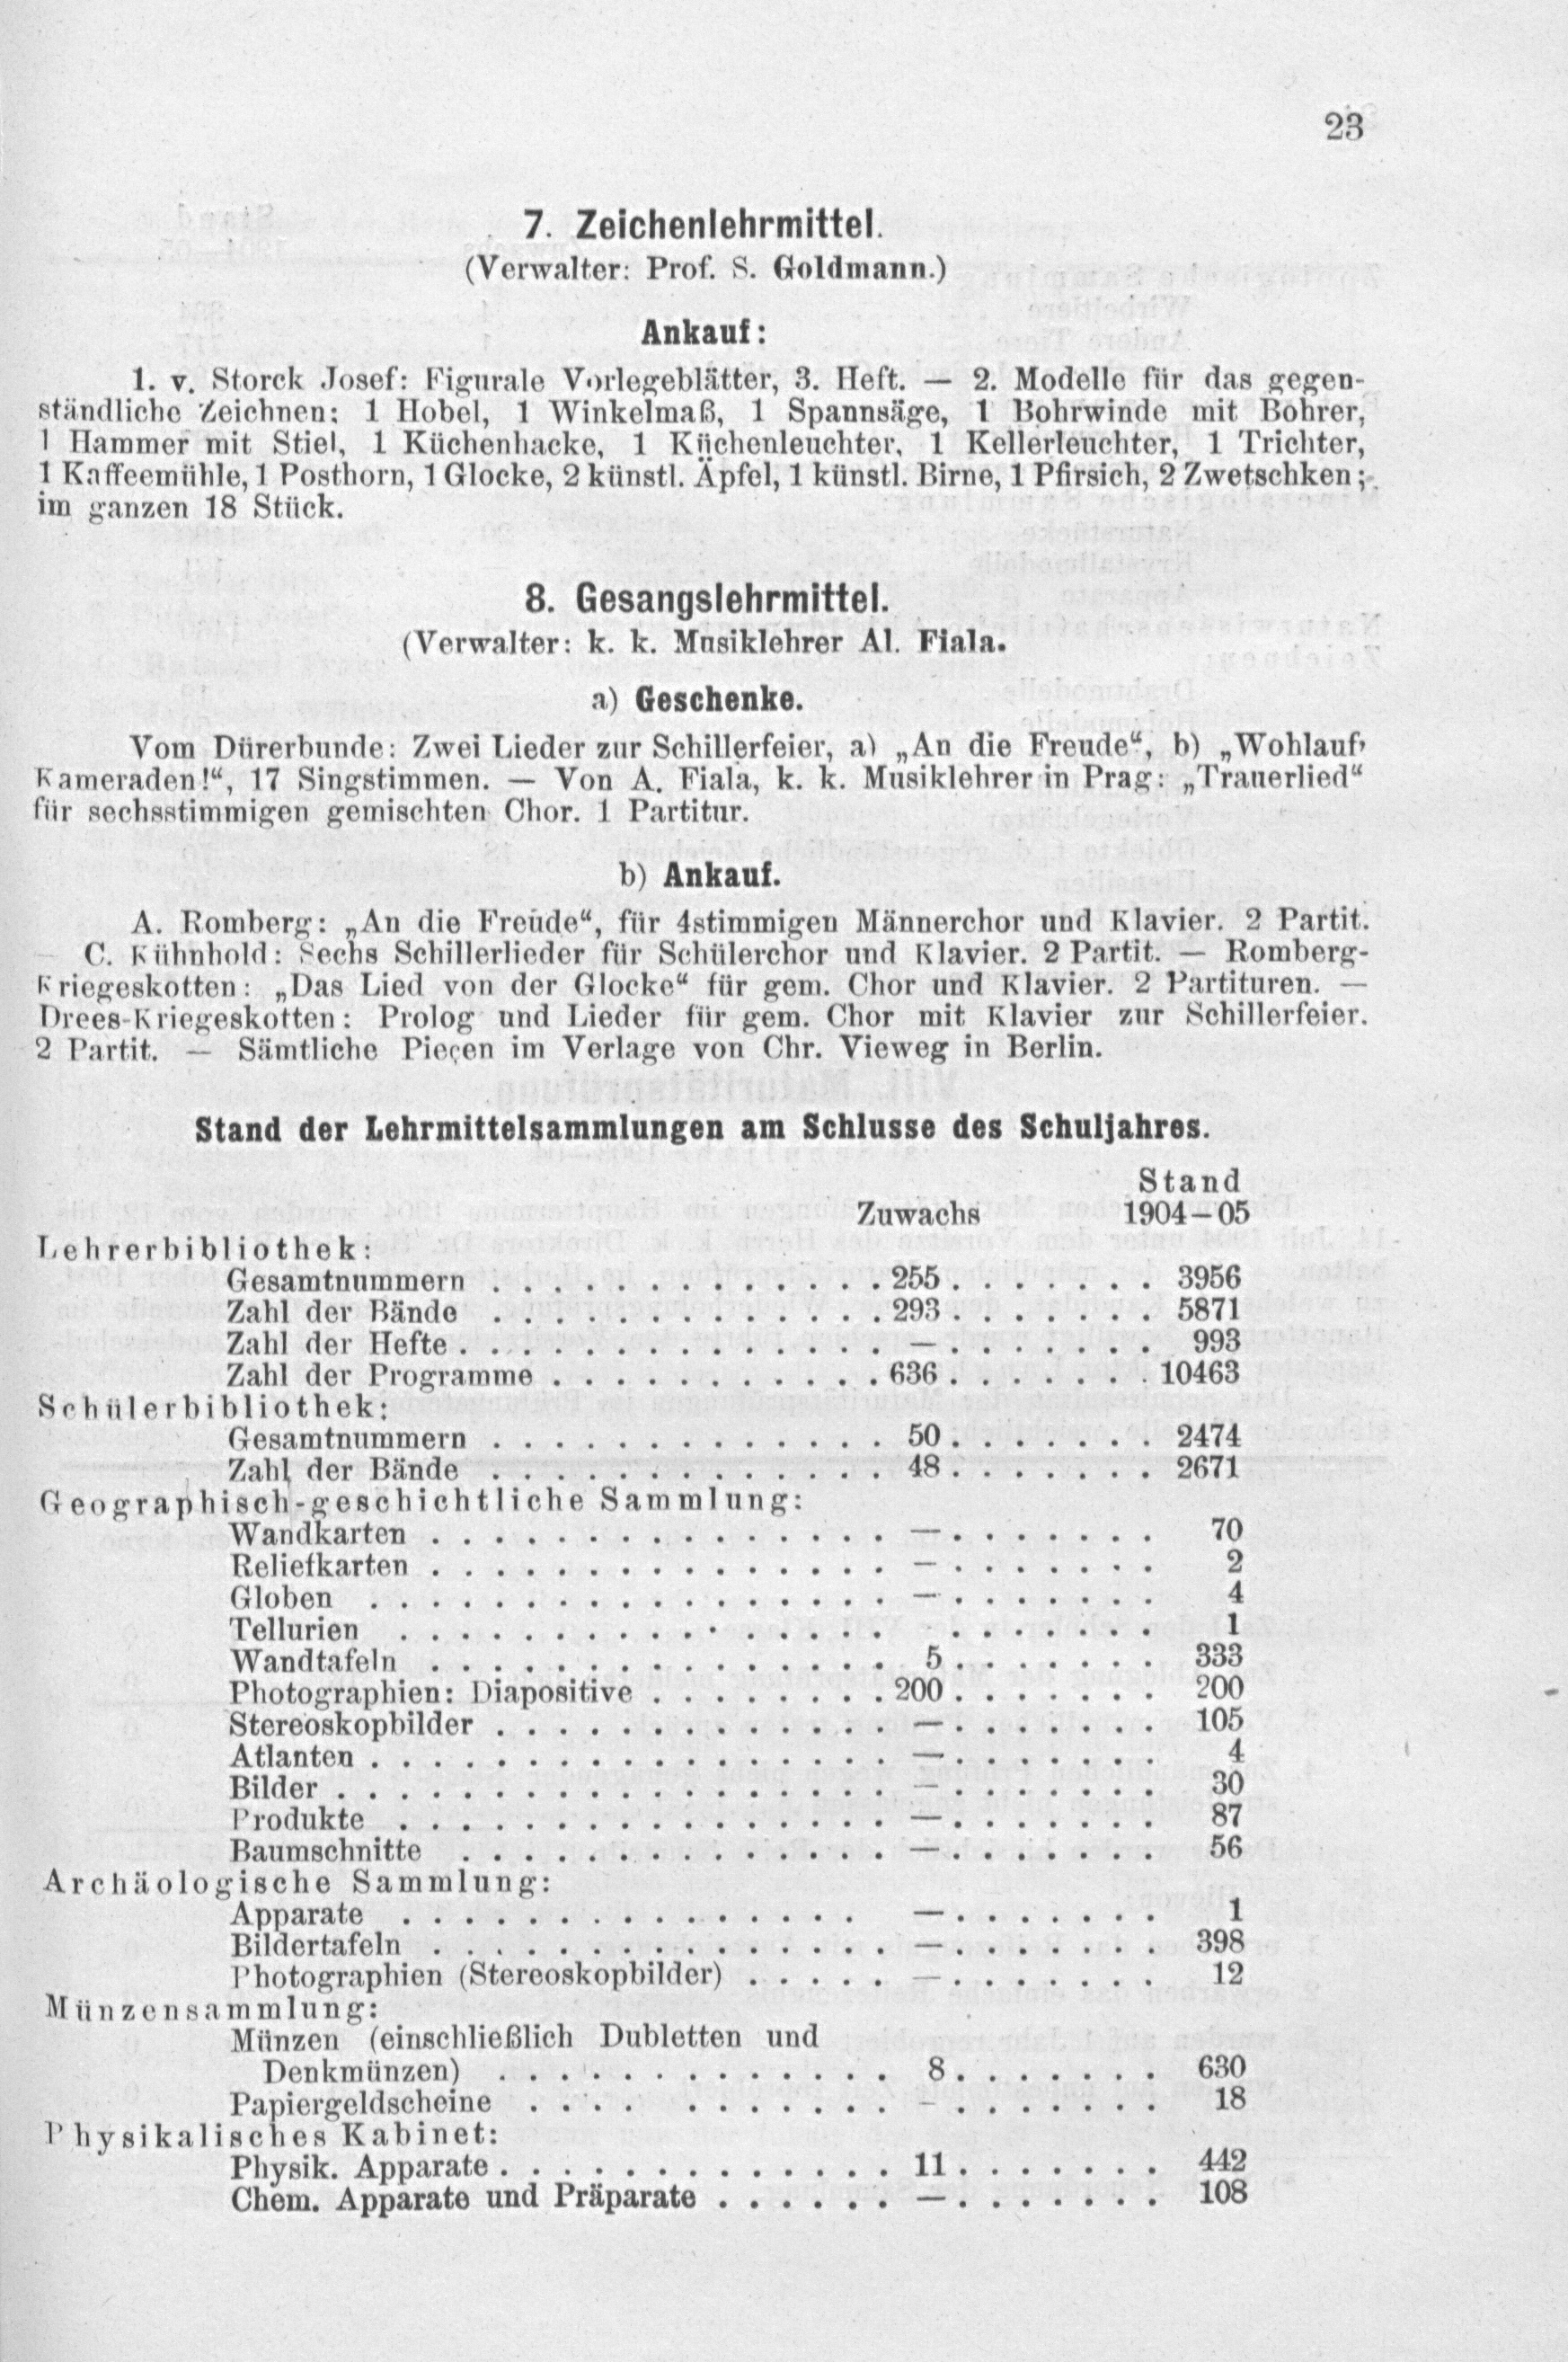 23
7. Zeichenlehrmittel.
(Verwalter: Prof. S. Goldmann.)
Ankauf:
1. v. Storck Josef: Figurale Vorlegeblätter, 3. Heft. — 2. Modelle für das gegen-
ständliche Zeichnen: 1 Hobel, 1 Winkelmaß, 1 Spannsäge, 1 Bohrwinde mit Bohrer,
1 Hammer mit Stiel, 1 Küchenhacke, 1 Küchenleuchter, 1 Kellerleuchter, 1 Trichter,
1 Kaffeemühle, 1 Posthorn, 1 Glocke, 2 künstl. Äpfel, 1 künstl. Birne, 1 Pfirsich, 2 Zwetschken;
im ganzen 18 Stück.
8. Gesangslehrmittel.
(Verwalter: k. k. Musiklehrer Al. Fiala.
a) Geschenke.
Vom Dürerbunde: Zwei Lieder zur Schillerfeier, a) „An die Freude“, b) „Wohlauf,
Kameraden!“, 17 Singstimmen. — Von A. Fiala, k. k. Musiklehrer in Prag: „Trauerlied“
für sechsstimmigen gemischten Chor. 1 Partitur.
b) Ankauf.
A. Romberg: „An die Freude“, für 4stimmigen Männerchor und Klavier. 2 Partit.
C. Kühnhold: Sechs Schillerlieder für Schülerchor und Klavier. 2 Partit. — Romberg-
Kriegeskotten: „Das Lied von der Glocke“ für gem. Chor und Klavier. 2 Partituren. —
Drees-Kriegeskotten: Prolog und Lieder für gem. Chor mit Klavier zur Schillerfeier.
2 Partit. — Sämtliche Pieçen im Verlage von Chr. Vieweg in Berlin.
Stand der Lehrmittelsammlungen am Schlusse des Schuljahres.
Stand
Zuwachs 1904–05
Lehrerbibliothek:
Gesamtnummern . . . . . . . . . . . . . 255 . . . . . . . 3956
Zahl der Bände . . . . . . . . . . . . . 293 . . . . . . . 5871
Zahl der Hefte . . . . . . . . . . . . . . — . . . . . . . 993
Zahl der Programme . . . . . . . . . . . 636 . . . . . . . 10463
Schülerbibliothek:
Gesamtnummern . . . . . . . . . . . . . 50 . . . . . . . 2474
Zahl der Bände . . . . . . . . . . . . . 48 . . . . . . . 2671
Geographisch-geschichtliche Sammlung:
Wandkarten . . . . . . . . . . . . . . . — . . . . . . . 70
Reliefkarten . . . . . . . . . . . . . . . — . . . . . . . 2
Globen . . . . . . . . . . . . . . . . . — . . . . . . . 4
Tellurien . . . . . . . . . . . . . . . . . . . . . . . 1
Wandtafeln . . . . . . . . . . . . . . . 5 . . . . . . . 333
Photographien: Diapositive . . . . . . . . 200 . . . . . . . 200
Stereoskopbilder . . . . . . . . . . . . . — . . . . . . . 105
Atlanten . . . . . . . . . . . . . . . . . — . . . . . . . 4
Bilder . . . . . . . . . . . . . . . . . . — . . . . . . . 30
Produkte . . . . . . . . . . . . . . . . — . . . . . . . 87
Baumschnitte . . . . . . . . . . . . . . — . . . . . . . 56
Archäologische Sammlung:
Apparate . . . . . . . . . . . . . . . — . . . . . . . 1
Bildertafeln . . . . . . . . . . . . . . . — . . . . . . . 398
Photographien (Stereoskopbilder) . . . . . — . . . . . . . 12
Münzensammlung:
Münzen (einschließlich Dubletten und
Denkmünzen) . . . . . . . . . . . . . 8 . . . . . . . 630
Papiergeldscheine . . . . . . . . . . . — . . . . . . . 18
Physikalisches Kabinet:
Physik. Apparate . . . . . . . . . . . . . 11 . . . . . . . 442
Chem. Apparate und Präparate . . . . . . — . . . . . . . 108